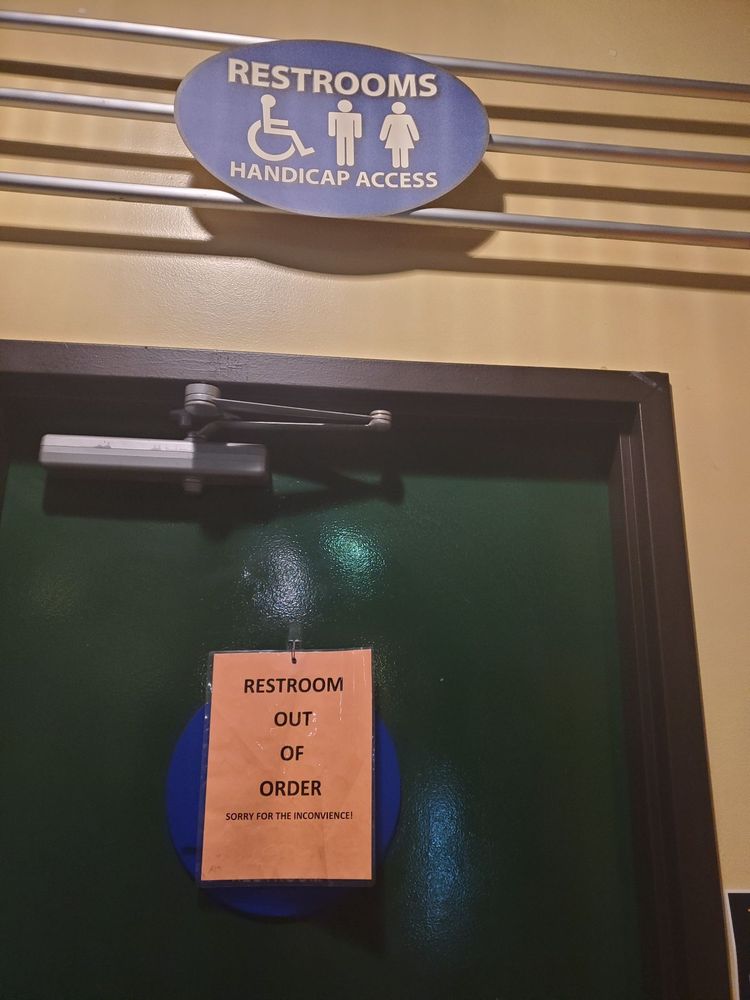 RESTROOMS
HANDICAP ACCESS
RESTROOM
OUT
OF
ORDER
SORRY FOR THE INCONVIENCE!